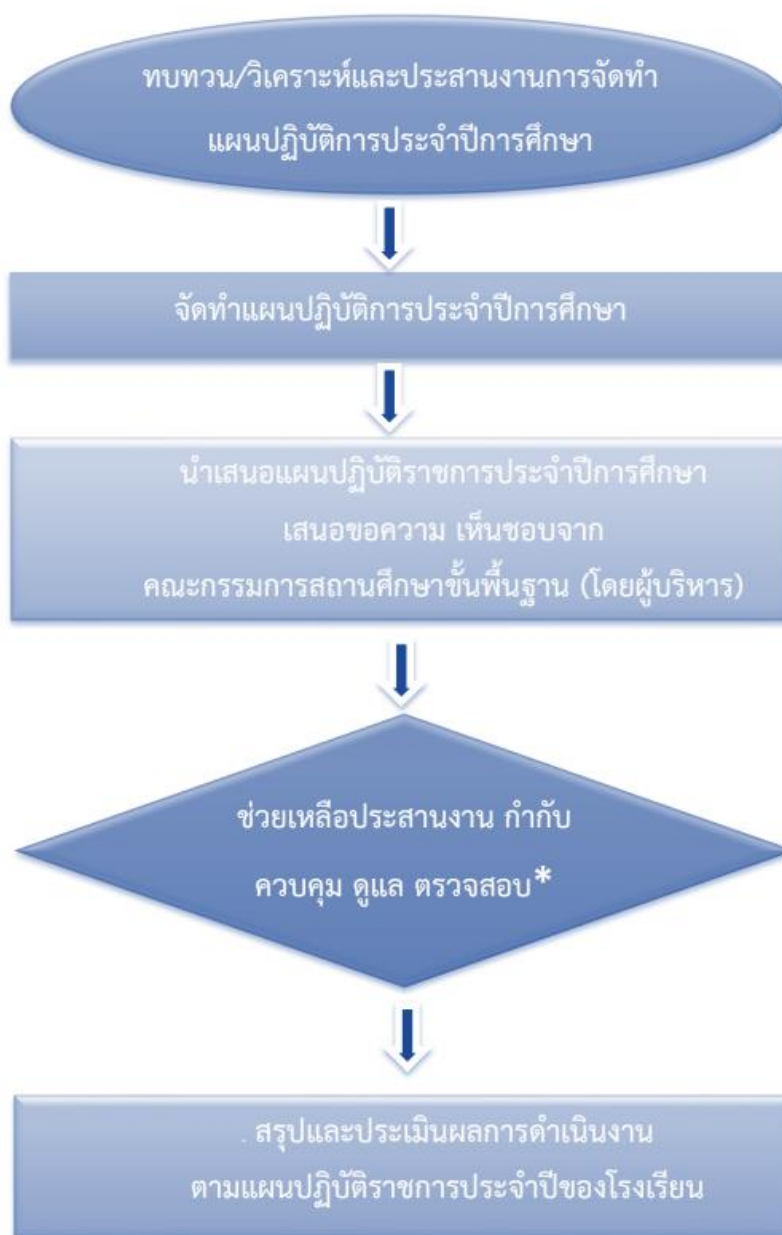 ทบทวน/วิเคราะห์และประสานงานการจัดทำ
แผนปฏิบัติการประจำปีการศึกษา
จัดทำแผนปฏิบัติการประจำปีการศึกษา
นำเสนอแผนปฏิบัติราชการประจำปีการศึกษา
เสนอขอความ เห็นชอบจาก
คณะกรรมการสถานศึกษาขั้นพื้นฐาน (โดยผู้บริหาร)
ช่วยเหลือประสานงาน กำกับ
ควบคุม ดูแล ตรวจสอบ*
. สรุปและประเมินผลการดำเนินงาน
ตามแผนปฏิบัติราชการประจำปีของโรงเรียน